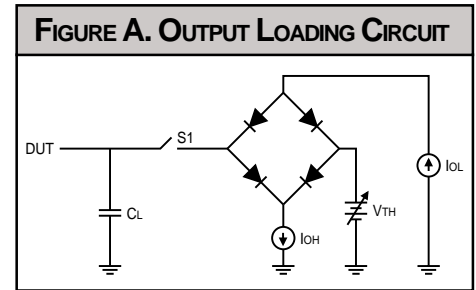 FIGURE A. OUTPUT LOADING CIRCUIT
S1
DUT
IOL
CL
VTH
IOH